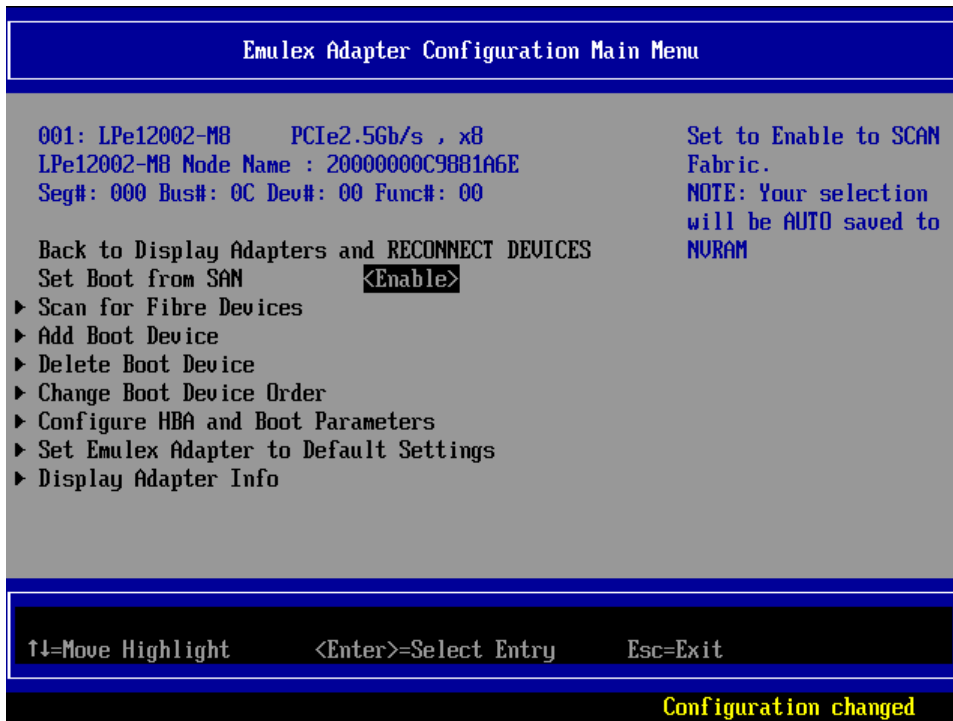 Emulex Adapter Configuration Main Menu
001: LPe12002-M8 PCIe2.5Gb/s , x8
LPe12002-M8 Node Name : 20000000C9881A6E
Seg#: 000 Bus#: 0C Dev#: 00 Func#: 00
Back to Display Adapters and RECONNECT DEVICES
Set Boot from SAN <Enable>
Scan for Fibre Devices
Add Boot Device
Delete Boot Device
Change Boot Device Order
Configure HBA and Boot Parameters
Set Emulex Adapter to Default Settings
Display Adapter Info
Set to Enable to SCAN
Fabric.
NOTE: Your selection
will be AUTO saved to
NVRAM
↑↓=Move Highlight <Enter>=Select Entry Esc=Exit
Configuration changed